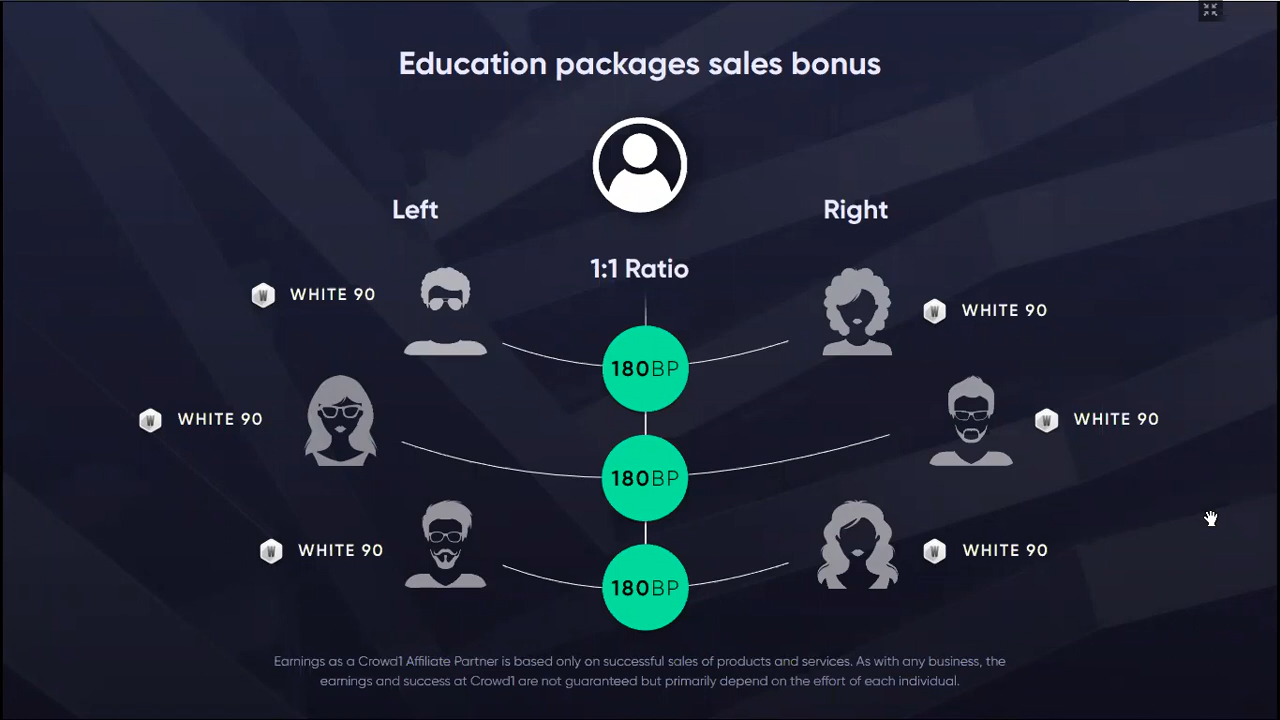 Education packages sales bonus
Left
Right
1:1 Ratio
W WHITE 90
W WHITE 90
180BP
W WHITE 90
W WHITE 90
180BP
W WHITE 90
W WHITE 90
180BP
Earnings as a Crowd1 Affiliate Partner is based only on successful sales of products and services. As with any business, the
earnings and success at Crowd1 are not guaranteed but primarily depend on the effort of each individual.